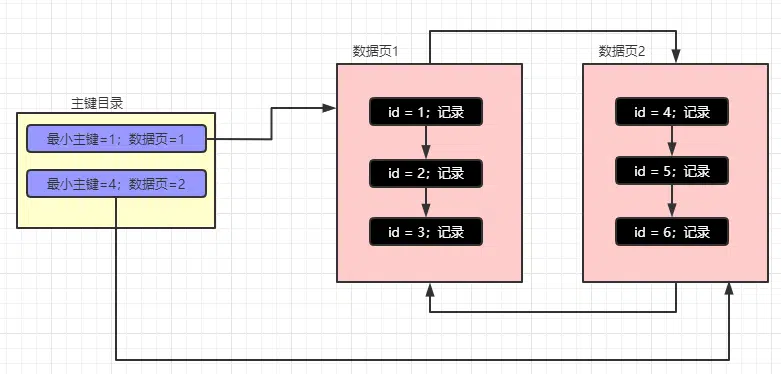 主键目录
最小主键=1；数据页=1
最小主键=4；数据页=2
数据页1
id = 1；记录
id = 2；记录
id = 3；记录
数据页2
id = 4；记录
id = 5；记录
id = 6；记录